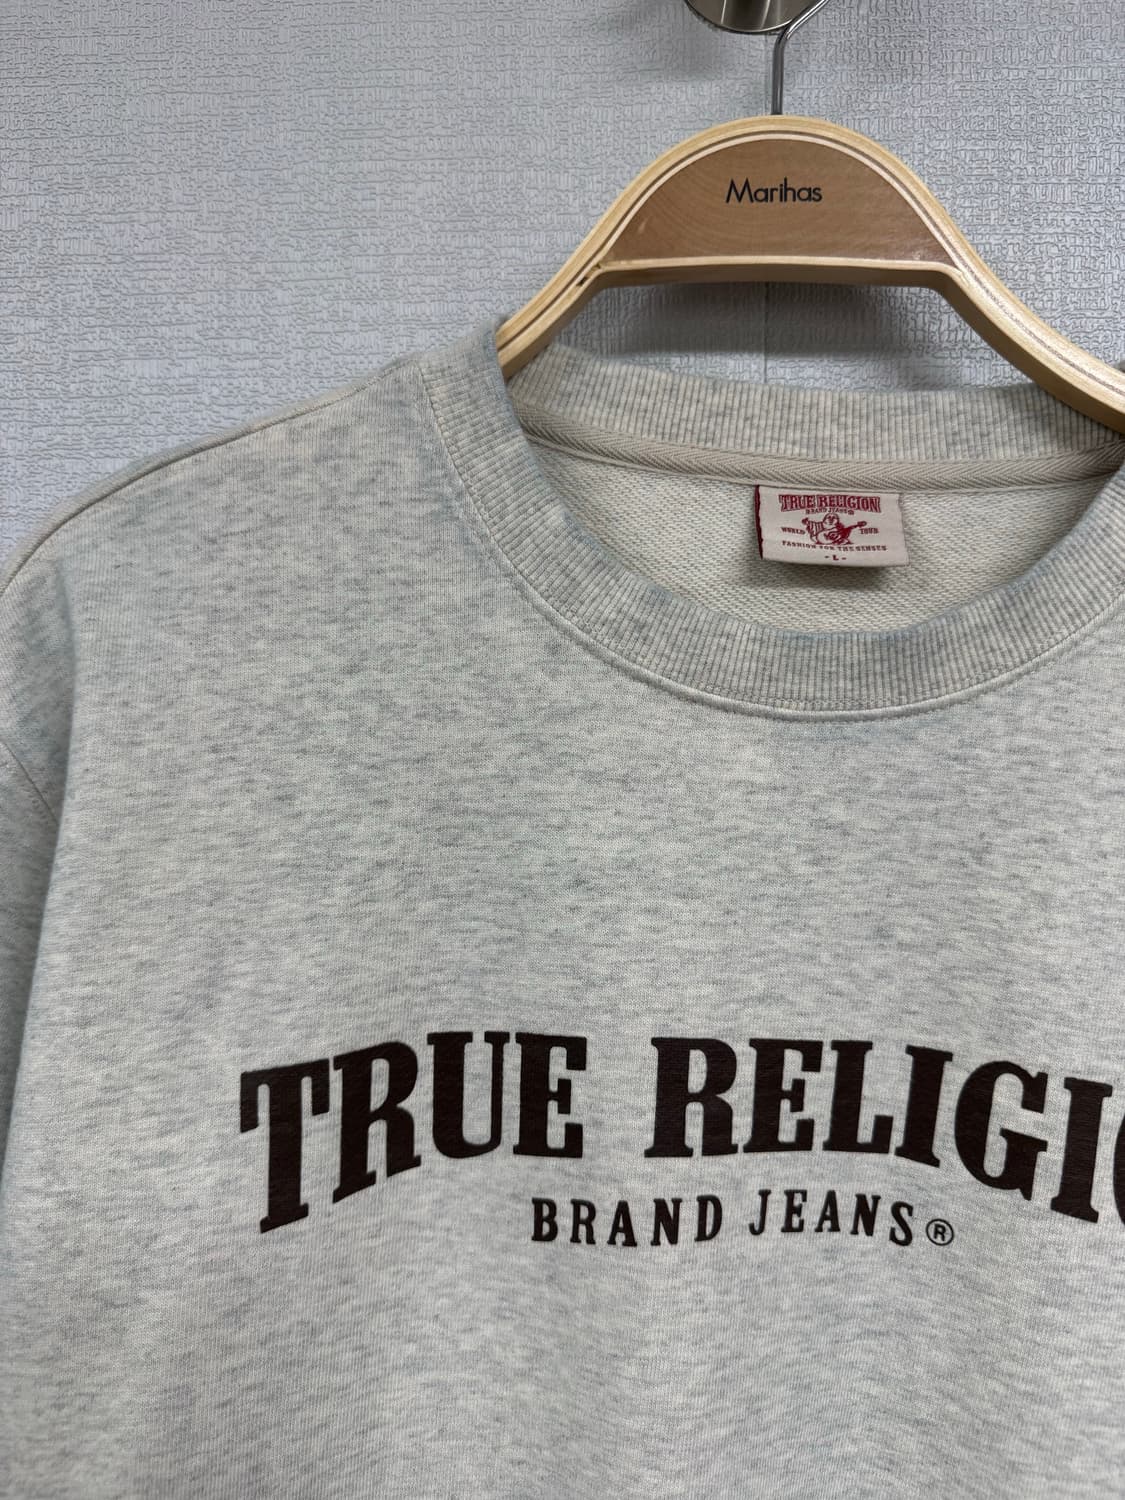 Marihas
TRUE RELIGION
BRAND JEANS®
WORLD TOUR
FASHION FOR THE SENSES
- L -
TRUE RELIGIO
BRAND JEANS®